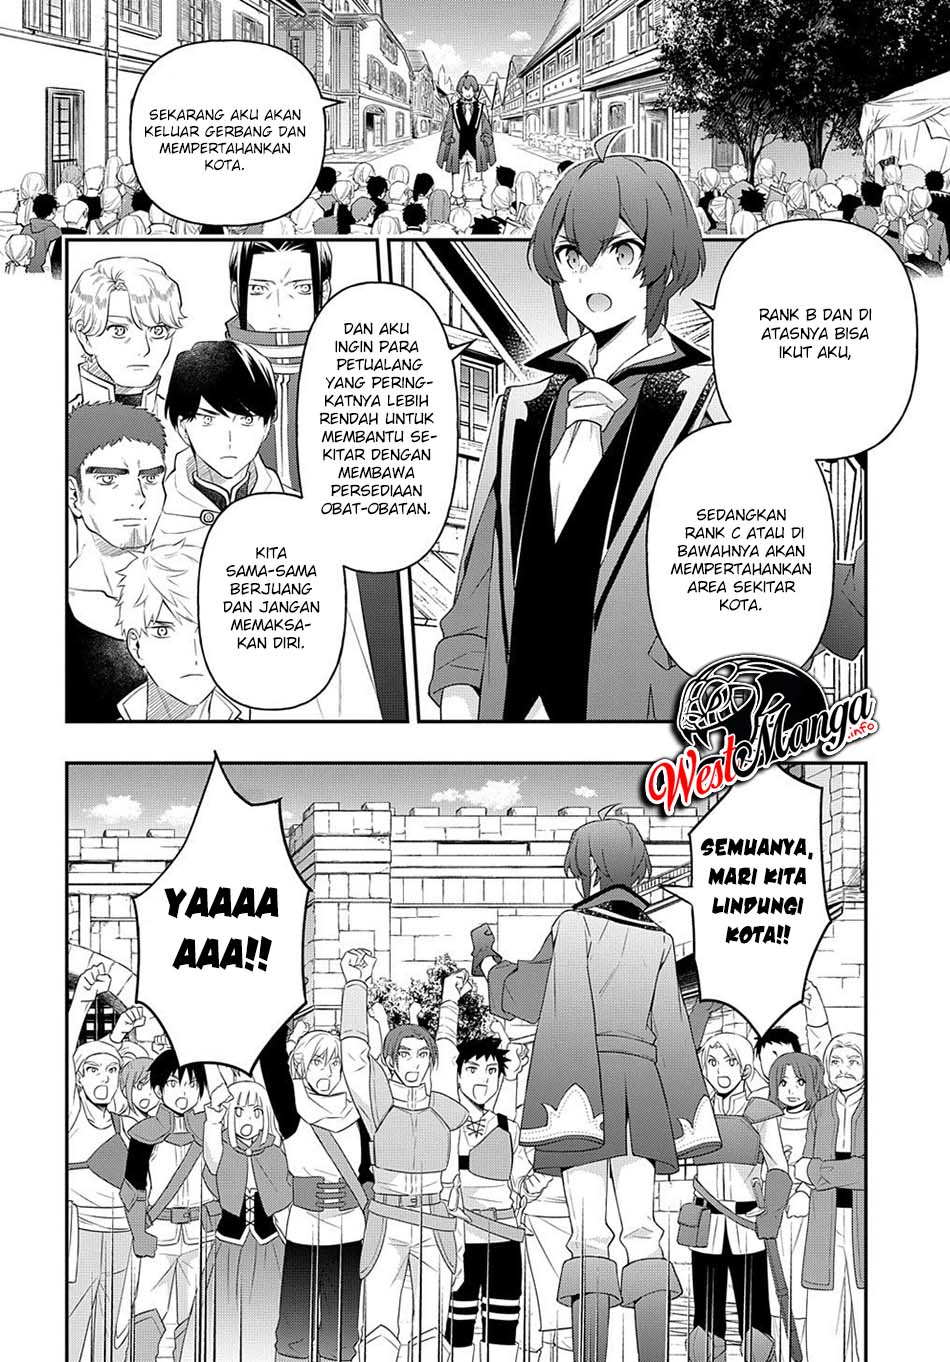 SEKARANG AKU AKAN
KELUAR GERBANG DAN
MEMPERTAHANKAN
KOTA.
RANK B DAN DI
ATASNYA BISA
IKUT AKU,
SEDANGKAN
RANK C ATAU DI
BAWAHNYA AKAN
MEMPERTAHANKAN
AREA SEKITAR
KOTA.
DAN AKU
INGIN PARA
PETUALANG
YANG PERING-
KATNYA LEBIH
RENDAH UNTUK
MEMBANTU SE-
KITAR DENGAN
MEMBAWA
PERSEDIAAN
OBAT-OBATAN.
KITA
SAMA-SAMA
BERJUANG
DAN JANGAN
MEMAKSA-
KAN DIRI.
WestManga
.info
SEMUANYA,
MARI KITA
LINDUNGI
KOTA!!
YAAAA
AAA!!